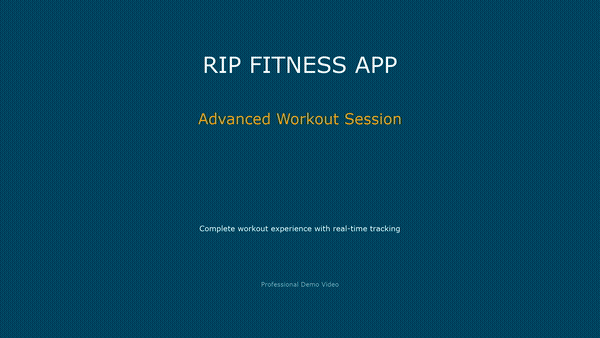 RIP FITNESS APP
Advanced Workout Session
Complete workout experience with real-time tracking
Professional Demo Video